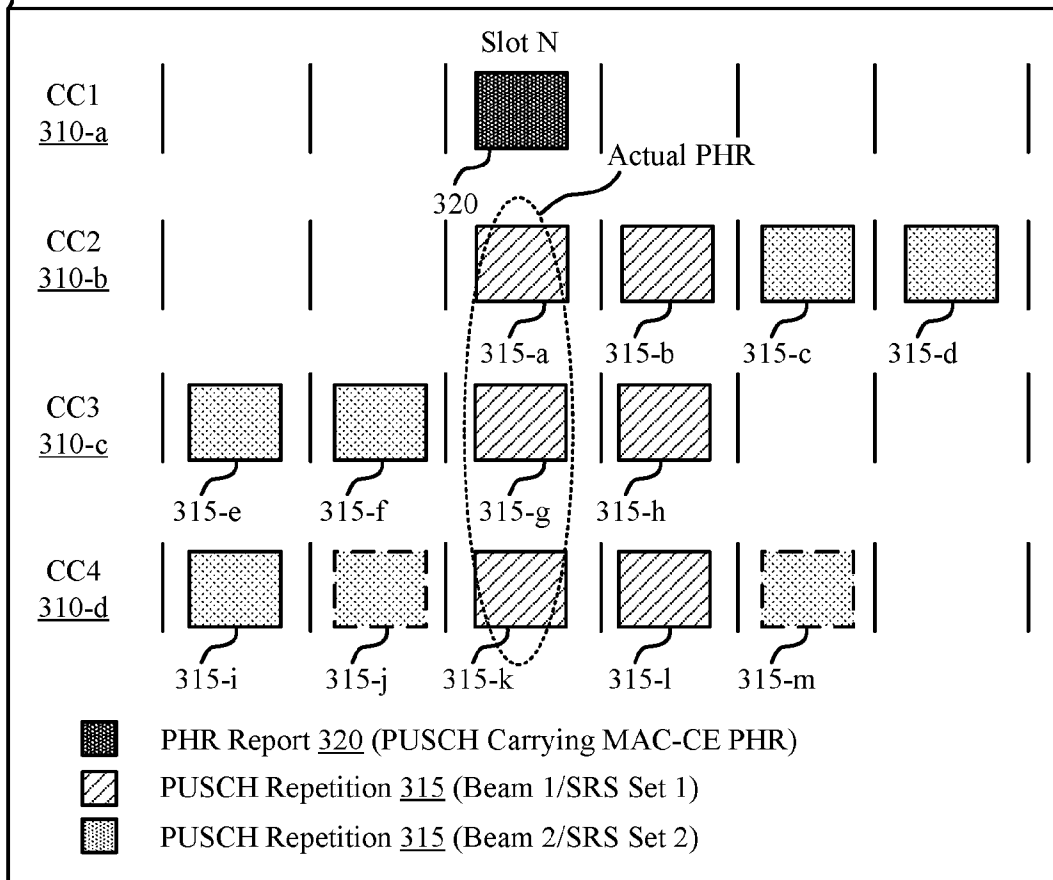 Slot N
CC1
310-a
Actual PHR
320
CC2
310-b
315-a 315-b 315-c 315-d
CC3
310-c
315-e 315-f 315-g 315-h
CC4
310-d
315-i 315-j 315-k 315-l 315-m
PHR Report 320 (PUSCH Carrying MAC-CE PHR)
PUSCH Repetition 315 (Beam 1/SRS Set 1)
PUSCH Repetition 315 (Beam 2/SRS Set 2)